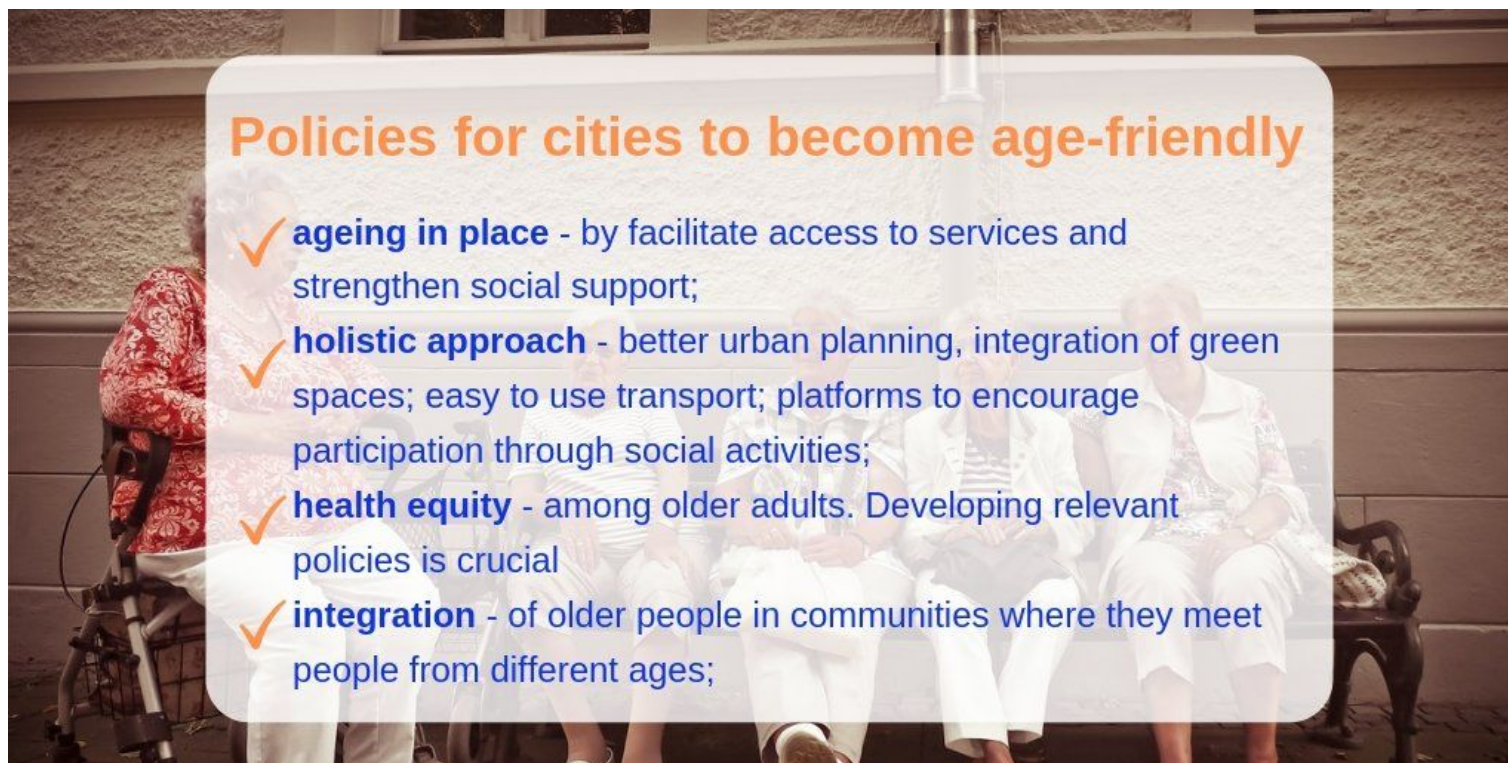 Policies for cities to become age-friendly
ageing in place - by facilitate access to services and
strengthen social support;
holistic approach - better urban planning, integration of green
spaces; easy to use transport; platforms to encourage
participation through social activities;
health equity - among older adults. Developing relevant
policies is crucial
integration - of older people in communities where they meet
people from different ages;